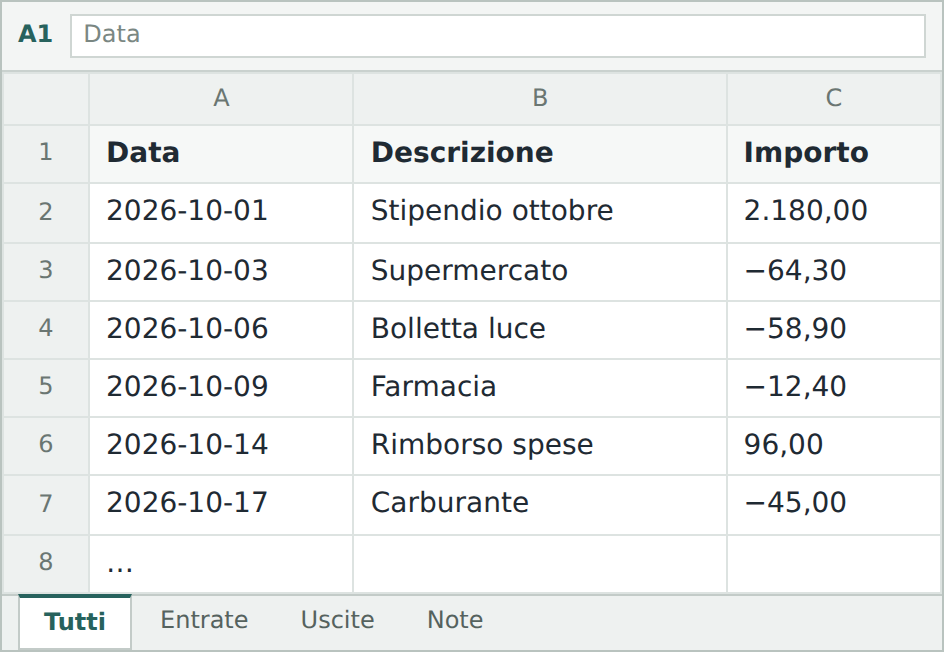 A1 Data
A B C
1 Data Descrizione Importo
2 2026-10-01 Stipendio ottobre 2.180,00
3 2026-10-03 Supermercato −64,30
4 2026-10-06 Bolletta luce −58,90
5 2026-10-09 Farmacia −12,40
6 2026-10-14 Rimborso spese 96,00
7 2026-10-17 Carburante −45,00
8 …
Tutti Entrate Uscite Note